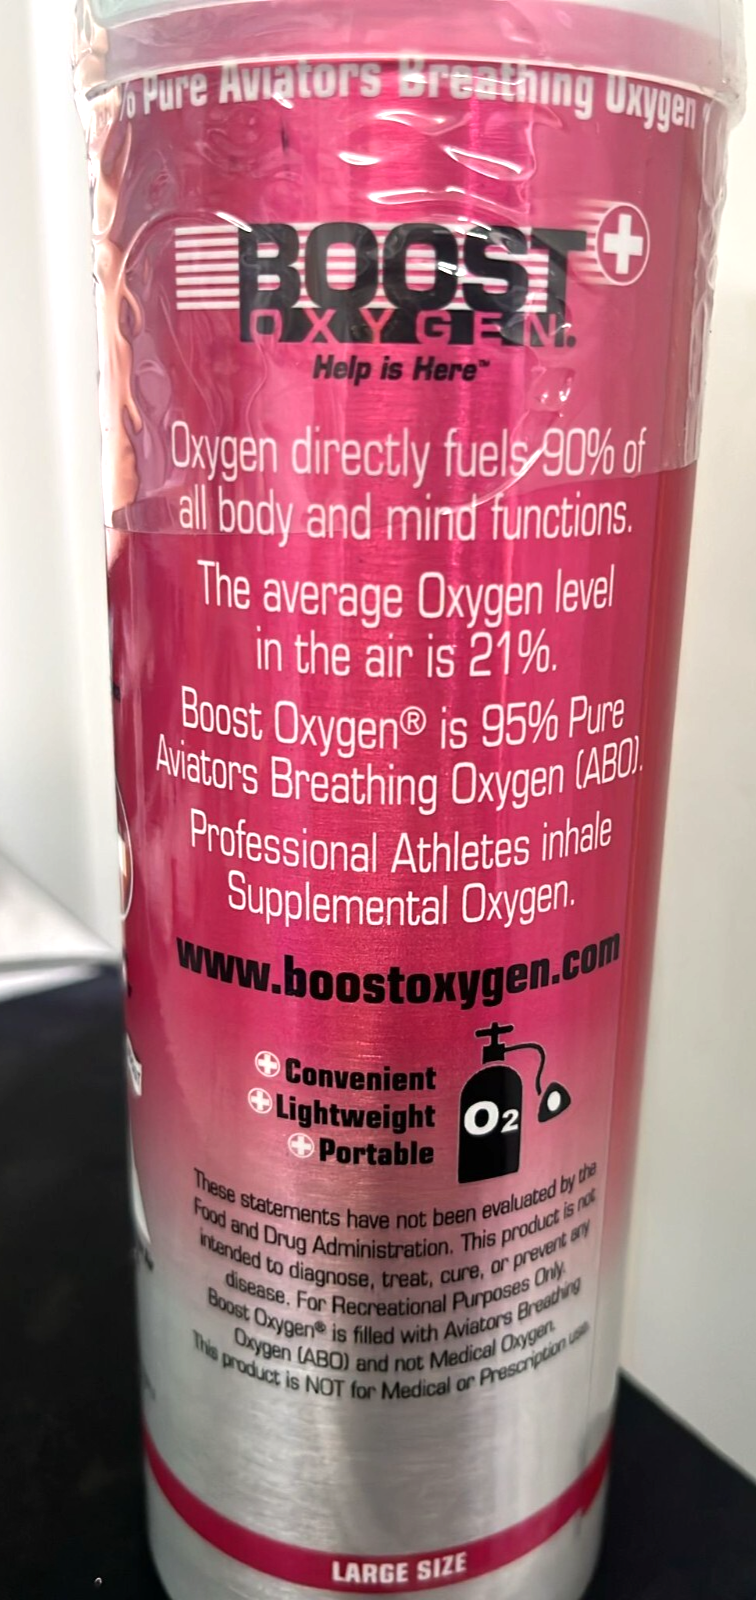 % Pure Aviators Breathing Oxygen
BOOST
OXYGEN.
Help is Here™
Oxygen directly fuels 90% of
all body and mind functions.
The average Oxygen level
in the air is 21%.
Boost Oxygen® is 95% Pure
Aviators Breathing Oxygen (ABO).
Professional Athletes inhale
Supplemental Oxygen.
www.boostoxygen.com
Convenient
Lightweight
Portable
O2
These statements have not been evaluated by the
Food and Drug Administration. This product is not
intended to diagnose, treat, cure, or prevent any
disease. For Recreational Purposes Only.
Boost Oxygen® is filled with Aviators Breathing
Oxygen (ABO) and not Medical Oxygen.
This product is NOT for Medical or Prescription use.
LARGE SIZE